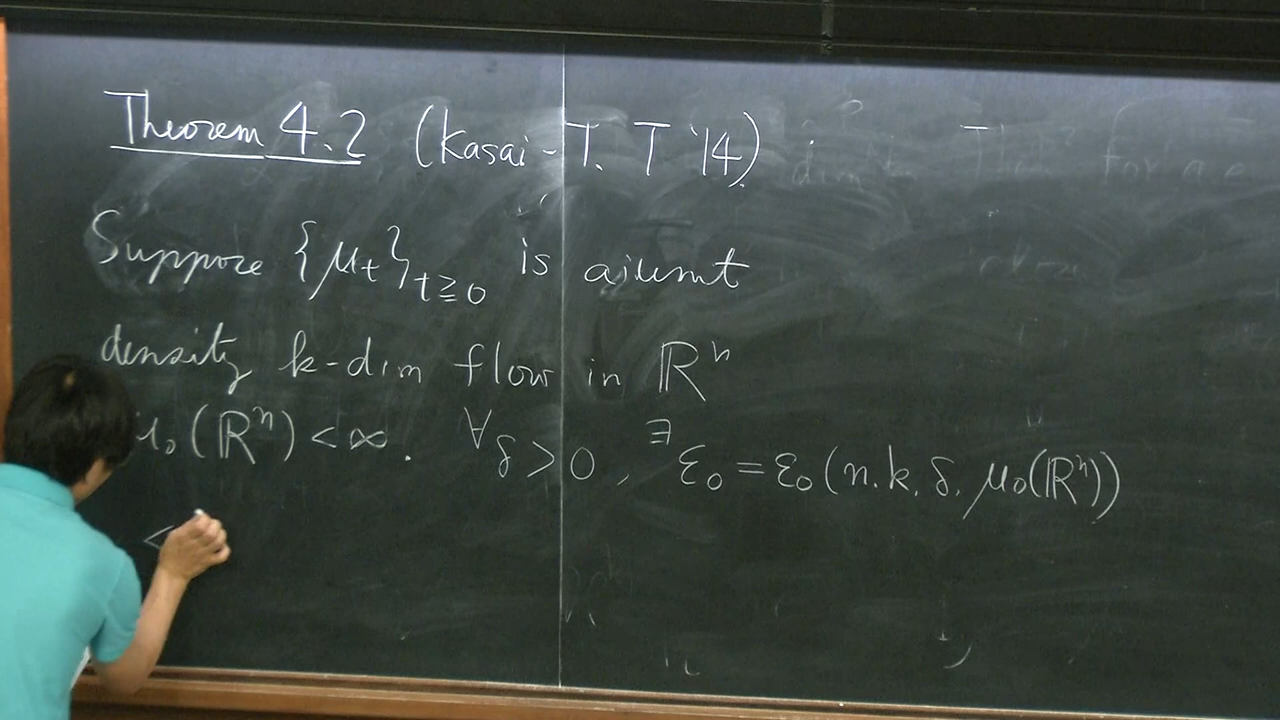 Theorem 4.2 (Kasai - T. T '14)
Suppose {μt}t≧0 is a unit
density k-dim flow in ℝⁿ
μ₀(ℝⁿ) < ∞. ∀δ > 0, ∃ε₀ = ε₀(n.k, δ, μ₀(ℝⁿ))
<